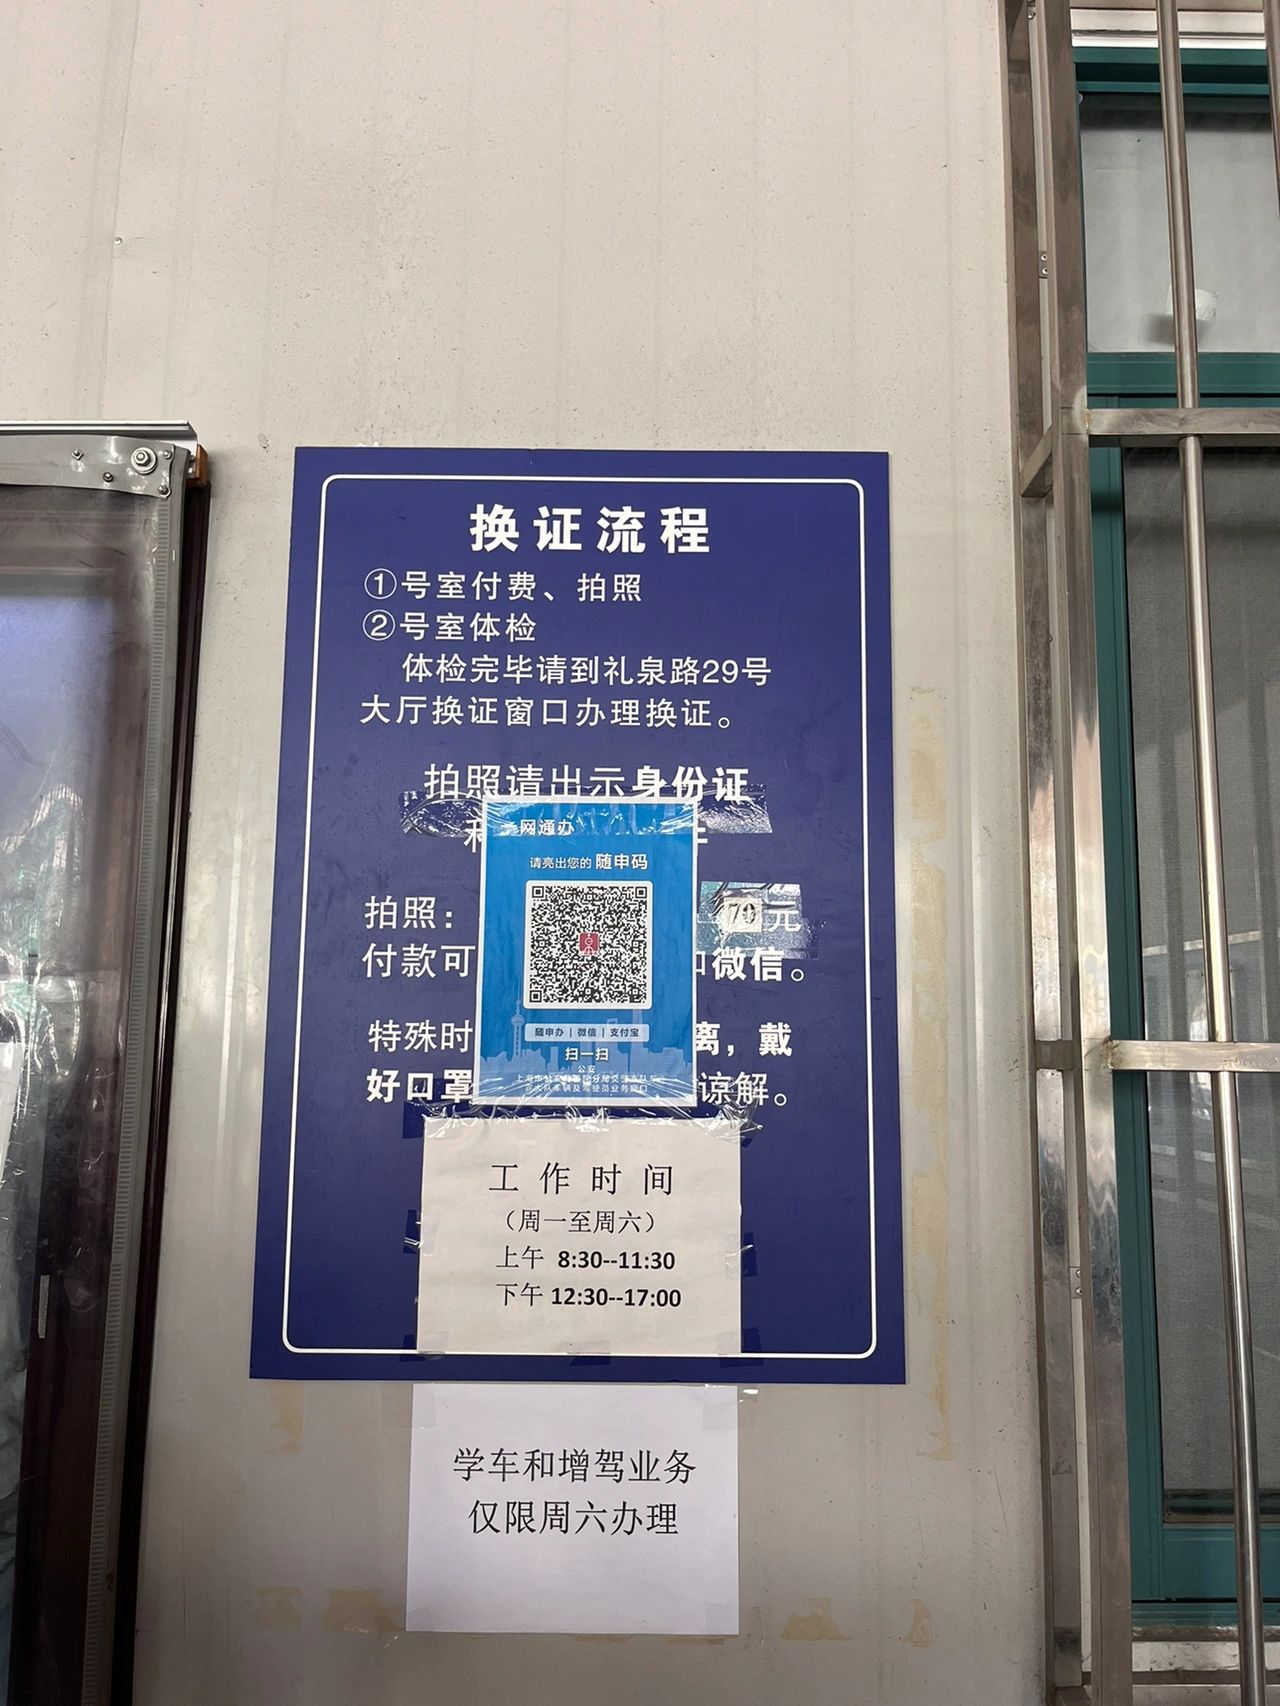 换证流程
①号室付费、拍照
②号室体检
体检完毕请到礼泉路29号
大厅换证窗口办理换证。
拍照请出示身份证
一网通办
请亮出您的 随申码
拍照:
70元
付款可
微信。
随申办 | 微信 | 支付宝
扫一扫
特殊时
离，戴
公安
好口罩
谅解。
工作时间
（周一至周六）
上午 8:30--11:30
下午 12:30--17:00
学车和增驾业务
仅限周六办理